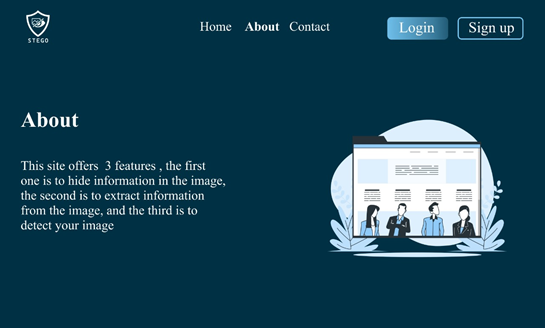 STEGO
Home About Contact Login Sign up
About
This site offers 3 features , the first
one is to hide information in the image,
the second is to extract information
from the image, and the third is to
detect your image